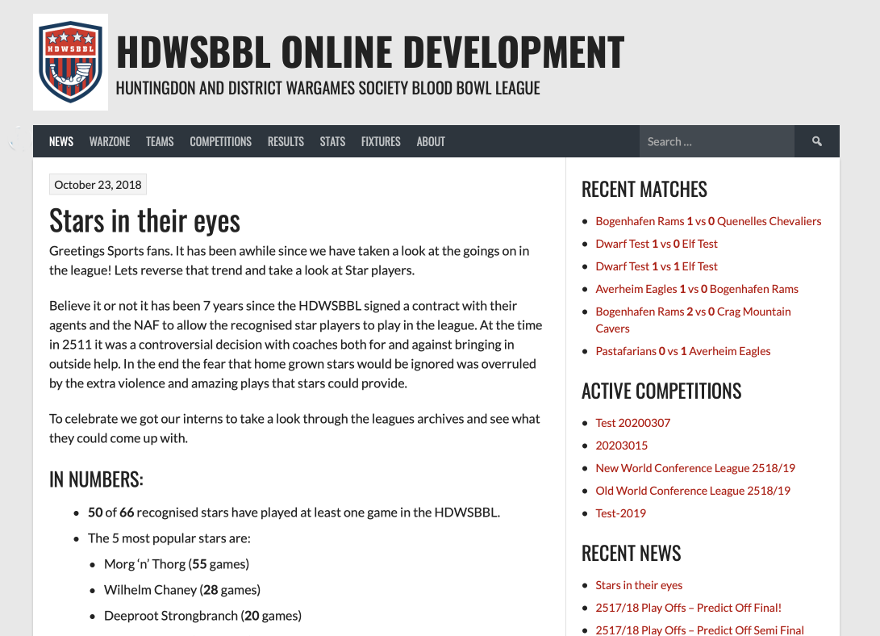 HDWSBBL
HDWSBBL ONLINE DEVELOPMENT
HUNTINGDON AND DISTRICT WARGAMES SOCIETY BLOOD BOWL LEAGUE
NEWS WARZONE TEAMS COMPETITIONS RESULTS STATS FIXTURES ABOUT Search ...
October 23, 2018
Stars in their eyes
Greetings Sports fans. It has been awhile since we have taken a look at the goings on in
the league! Lets reverse that trend and take a look at Star players.
Believe it or not it has been 7 years since the HDWSBBL signed a contract with their
agents and the NAF to allow the recognised star players to play in the league. At the time
in 2511 it was a controversial decision with coaches both for and against bringing in
outside help. In the end the fear that home grown stars would be ignored was overruled
by the extra violence and amazing plays that stars could provide.
To celebrate we got our interns to take a look through the leagues archives and see what
they could come up with.
IN NUMBERS:
• 50 of 66 recognised stars have played at least one game in the HDWSBBL.
• The 5 most popular stars are:
• Morg ‘n’ Thorg (55 games)
• Wilhelm Chaney (28 games)
• Deeproot Strongbranch (20 games)
RECENT MATCHES
• Bogenhafen Rams 1 vs 0 Quenelles Chevaliers
• Dwarf Test 1 vs 0 Elf Test
• Dwarf Test 1 vs 1 Elf Test
• Averheim Eagles 1 vs 0 Bogenhafen Rams
• Bogenhafen Rams 2 vs 0 Crag Mountain
Cavers
• Pastafarians 0 vs 1 Averheim Eagles
ACTIVE COMPETITIONS
• Test 20200307
• 20203015
• New World Conference League 2518/19
• Old World Conference League 2518/19
• Test-2019
RECENT NEWS
• Stars in their eyes
• 2517/18 Play Offs – Predict Off Final!
• 2517/18 Play Offs – Predict Off Semi Final